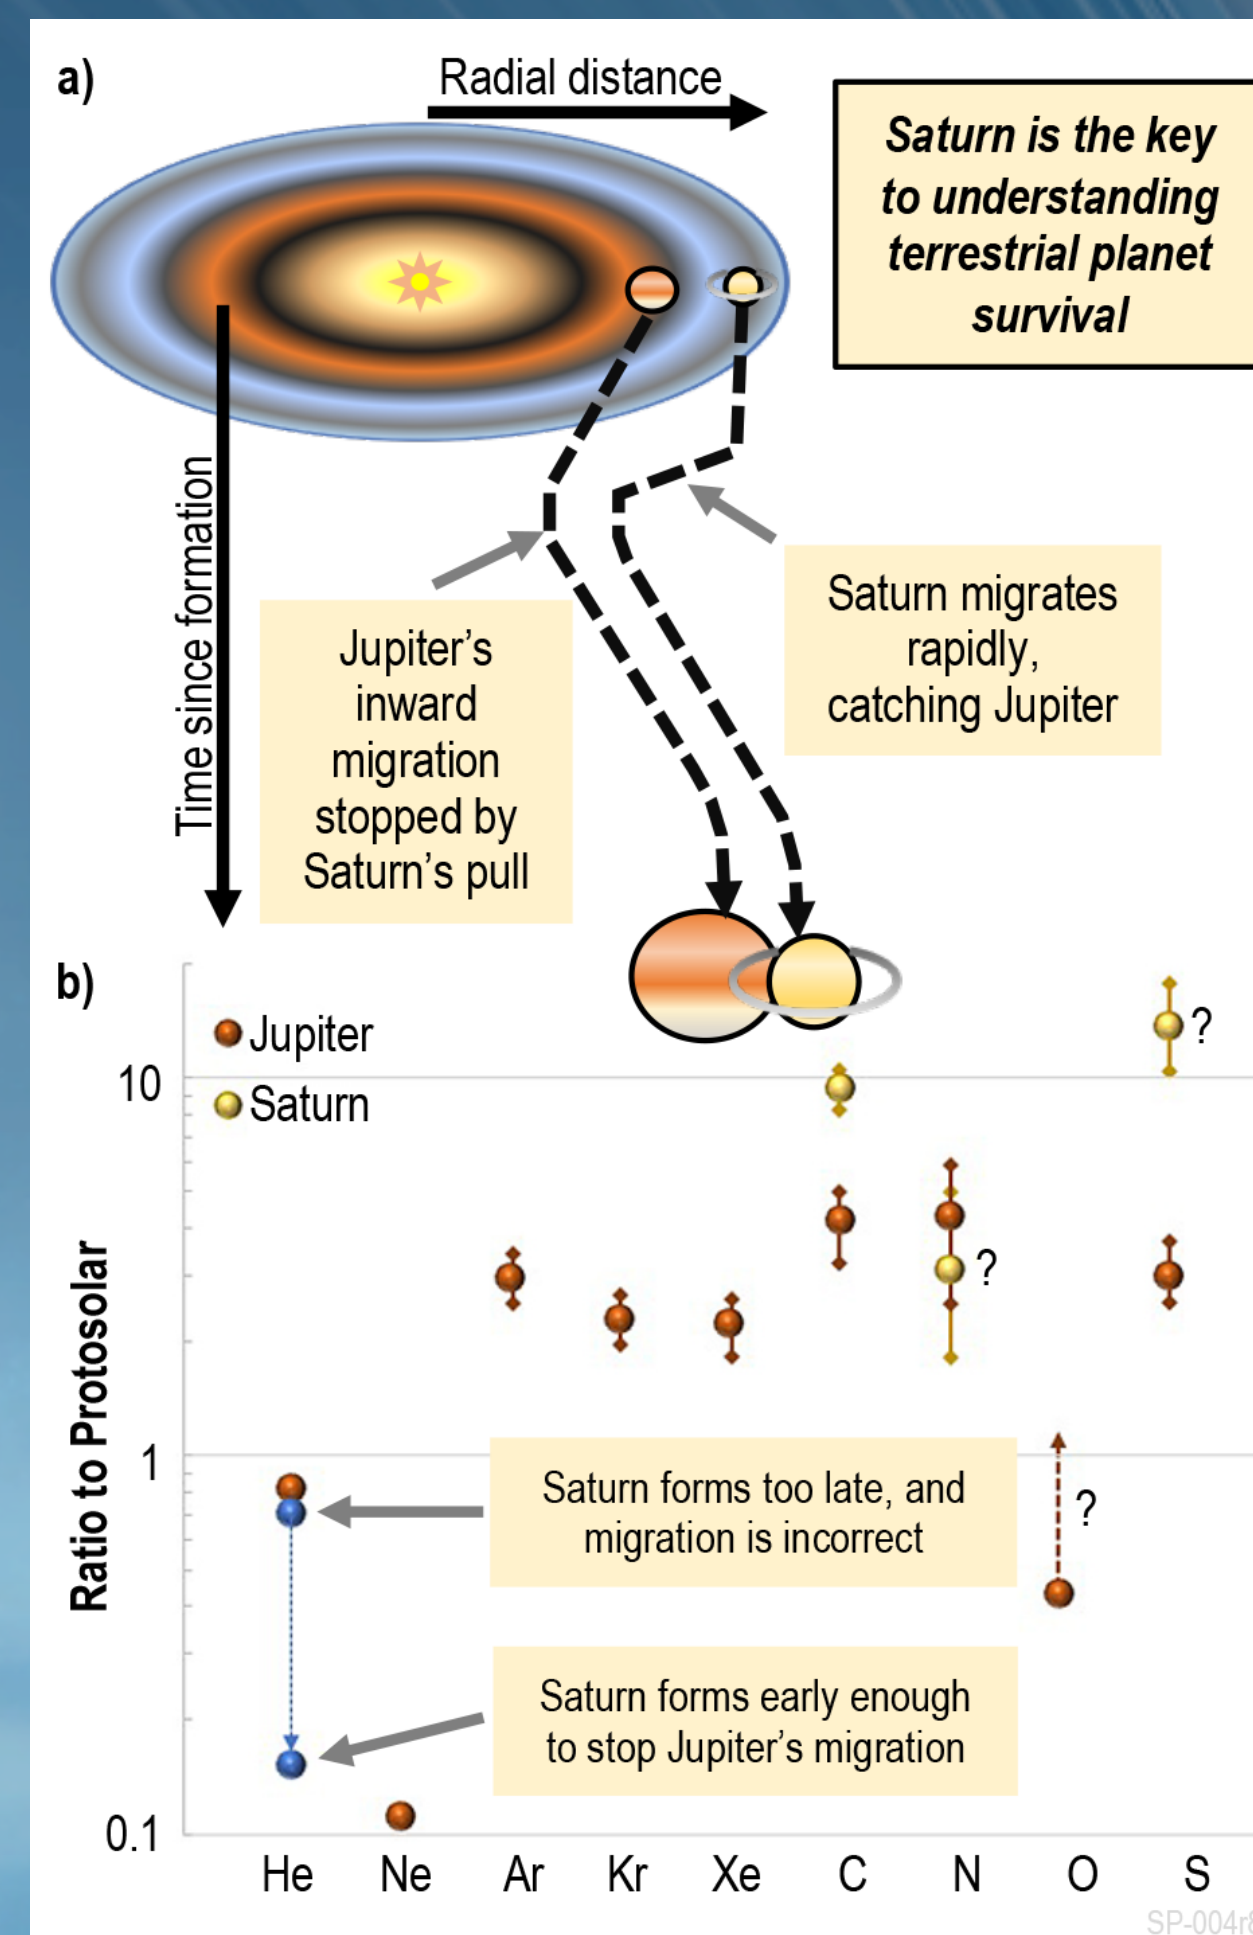 a)
Radial distance
Saturn is the key
to understanding
terrestrial planet
survival
Time since formation
Jupiter’s
inward
migration
stopped by
Saturn’s pull
Saturn migrates
rapidly,
catching Jupiter
b)
Jupiter
Saturn
Ratio to Protosolar
10
1
0.1
?
?
?
Saturn forms too late, and
migration is incorrect
Saturn forms early enough
to stop Jupiter’s migration
He Ne Ar Kr Xe C N O S
SP-004r8